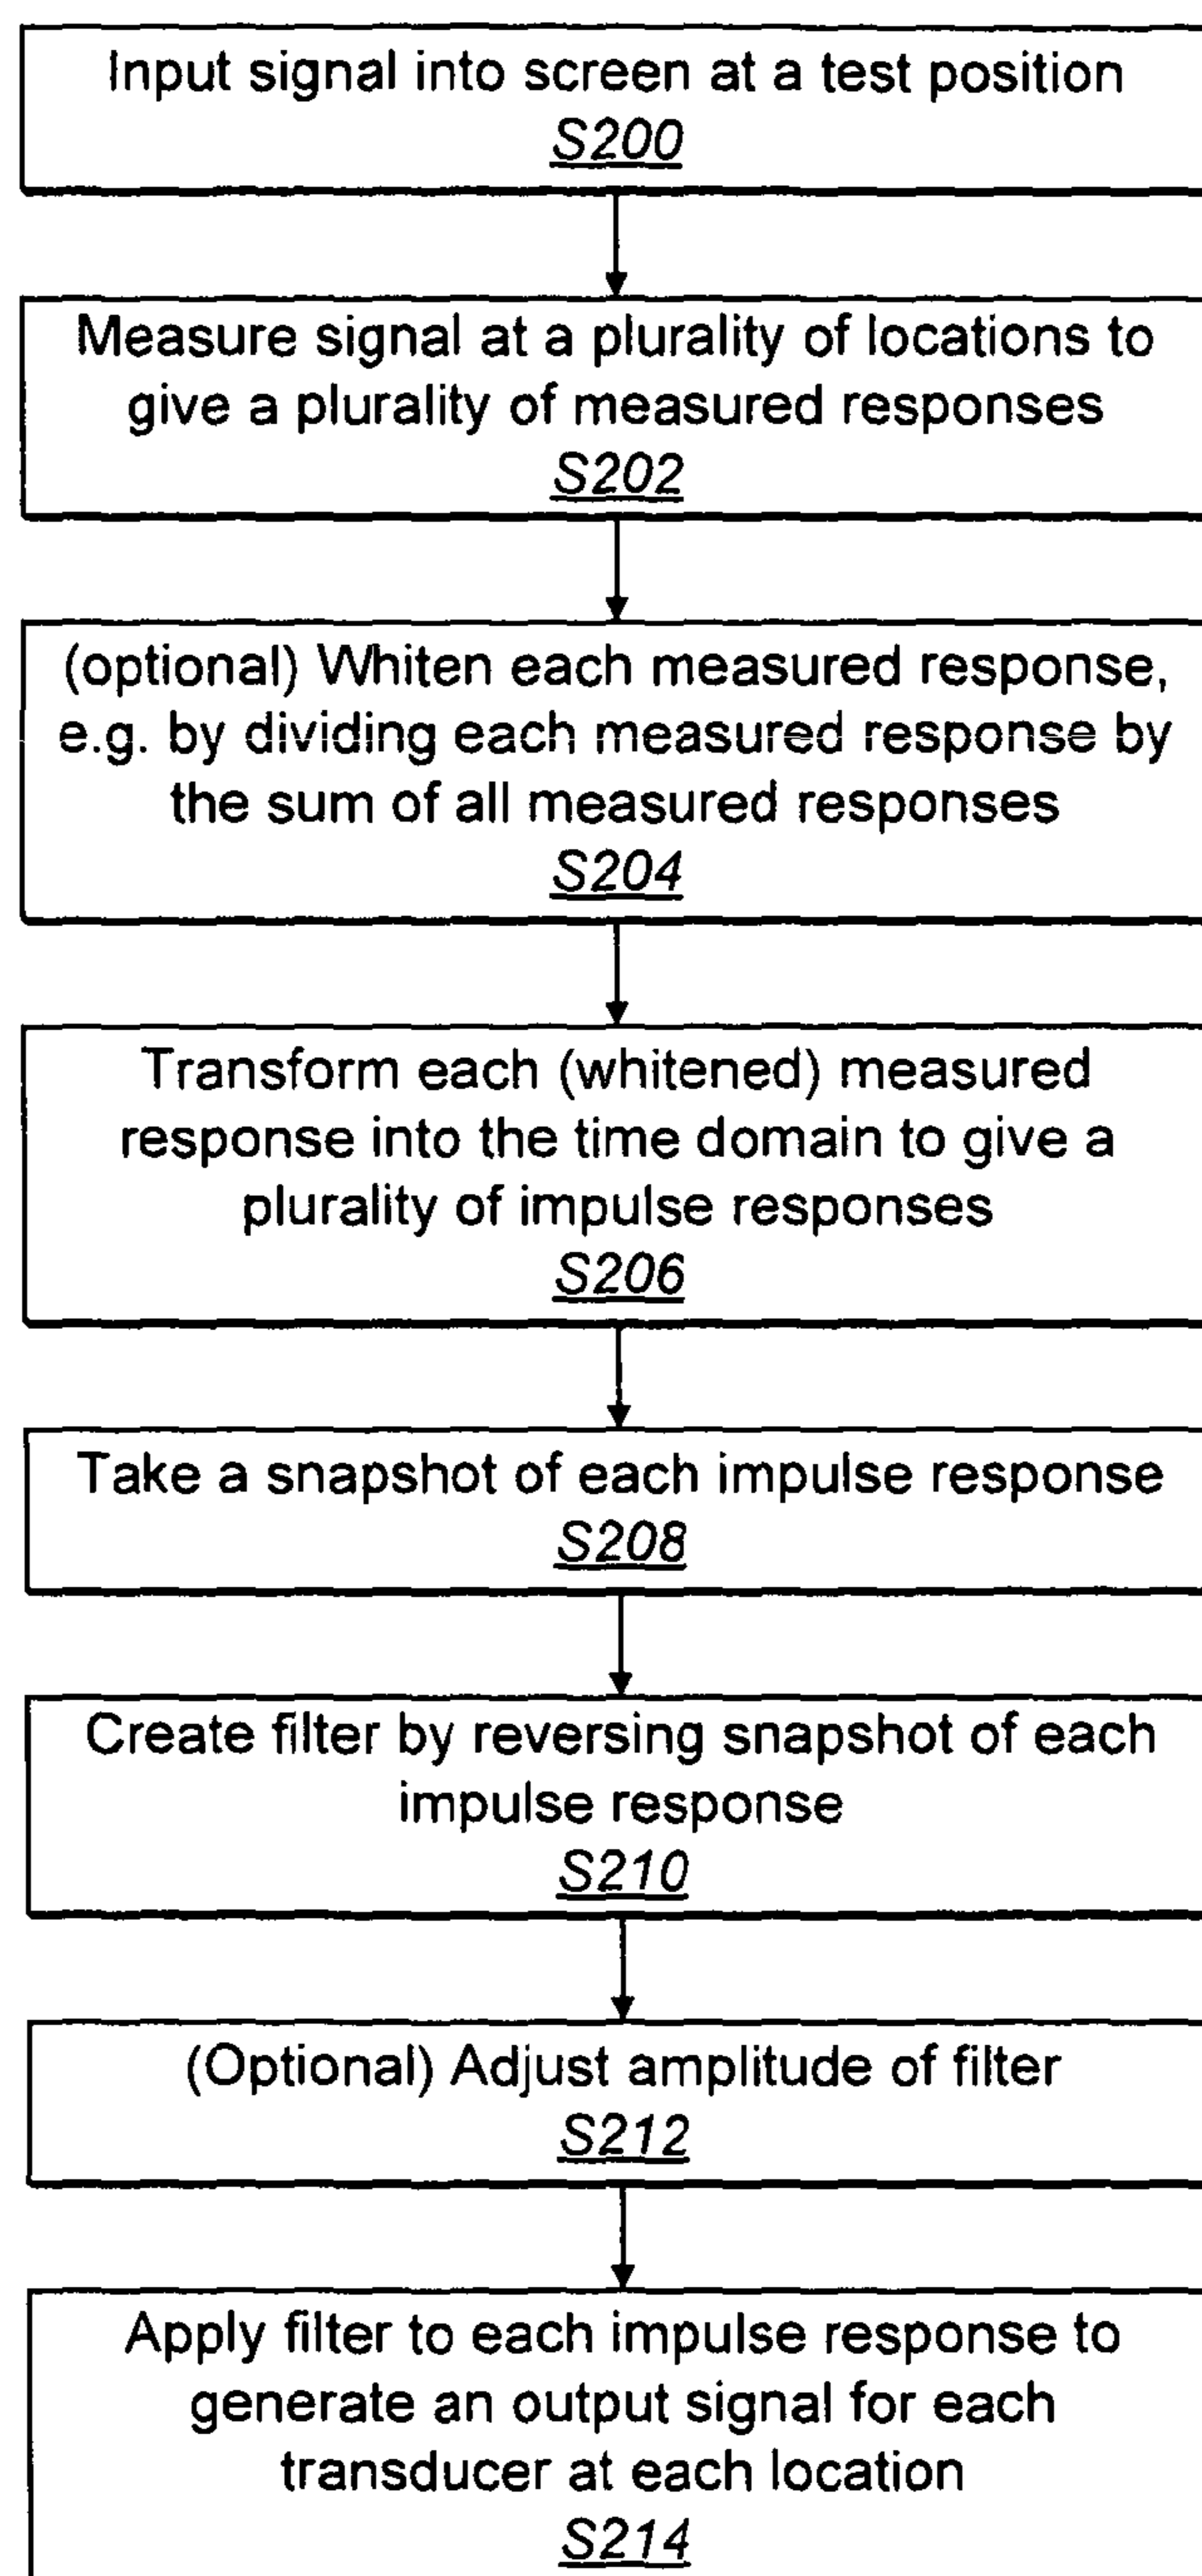 Input signal into screen at a test position
S200
Measure signal at a plurality of locations to
give a plurality of measured responses
S202
(optional) Whiten each measured response,
e.g. by dividing each measured response by
the sum of all measured responses
S204
Transform each (whitened) measured
response into the time domain to give a
plurality of impulse responses
S206
Take a snapshot of each impulse response
S208
Create filter by reversing snapshot of each
impulse response
S210
(Optional) Adjust amplitude of filter
S212
Apply filter to each impulse response to
generate an output signal for each
transducer at each location
S214